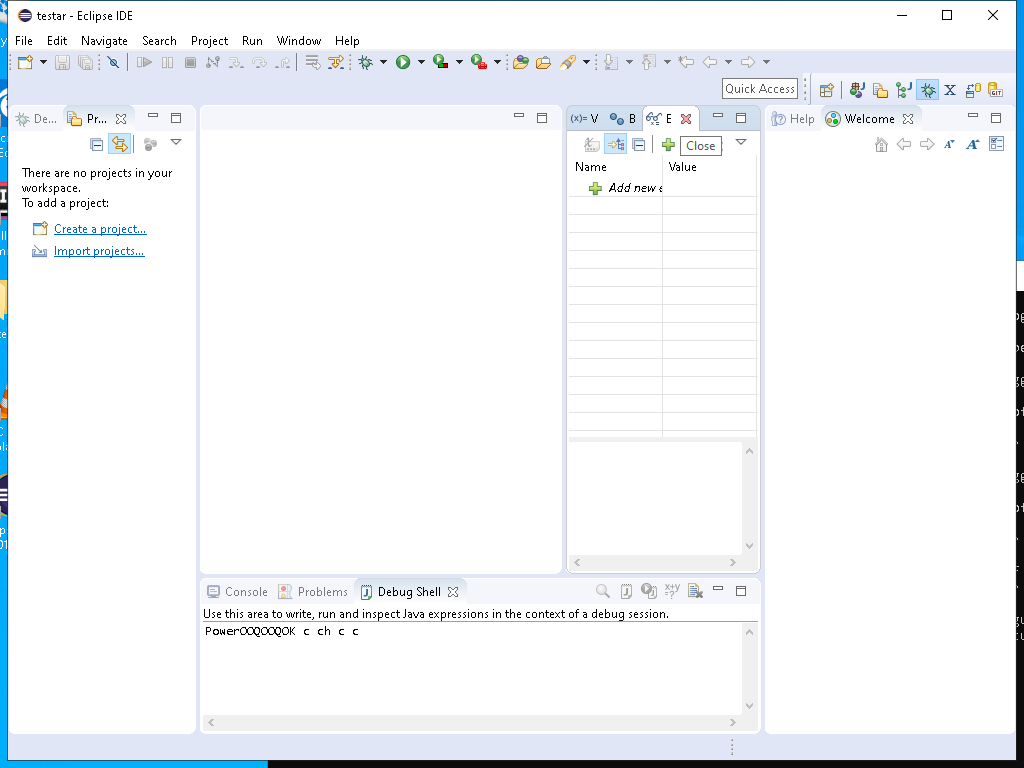 testar - Eclipse IDE
File Edit Navigate Search Project Run Window Help
Quick Access
De... Pr...
(x)= V B E
Help Welcome
Close
There are no projects in your
workspace.
To add a project:
Create a project...
Import projects...
Name Value
Add new e
Console Problems Debug Shell
Use this area to write, run and inspect Java expressions in the context of a debug session.
PowerOOQOOQOK c ch c c